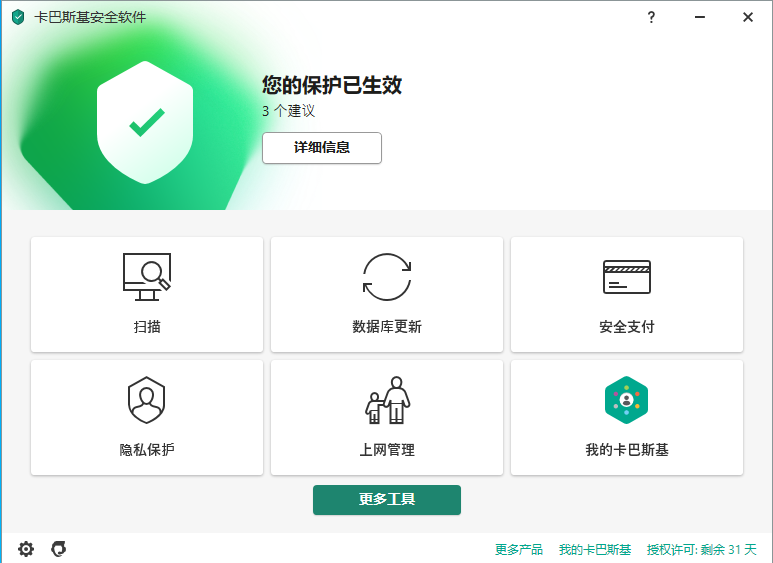 卡巴斯基安全软件
?
您的保护已生效
3 个建议
详细信息
扫描
数据库更新
安全支付
隐私保护
上网管理
我的卡巴斯基
更多工具
更多产品 我的卡巴斯基 授权许可: 剩余 31 天